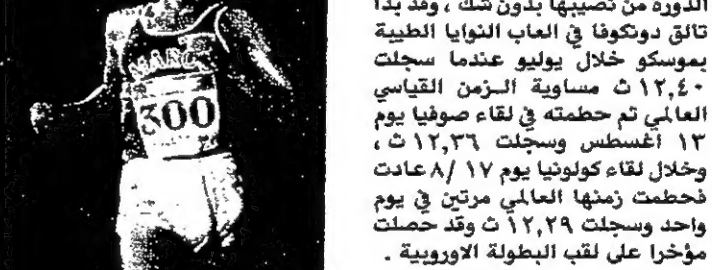 الدورة من نصيبها بدون شك ، وقد بدا
تالق دونكوفا في العاب النوايا الطيبة
بموسكو خلال يوليو عندما سجلت
١٢,٤٠ ث مساوية الـزمن القياسي
العالمي ثم حطمته في لقاء صوفيا يوم
١٣ اغسطس وسجلت ١٢,٣٦ ث ،
وخلال لقاء كولونيا يوم ١٧ /٨ عادت
فحطمت زمنها العالمي مرتين في يوم
واحد وسجلت ١٢,٢٩ ث وقد حصلت
مؤخرا على لقب البطولة الاوروبية .
MARC
300